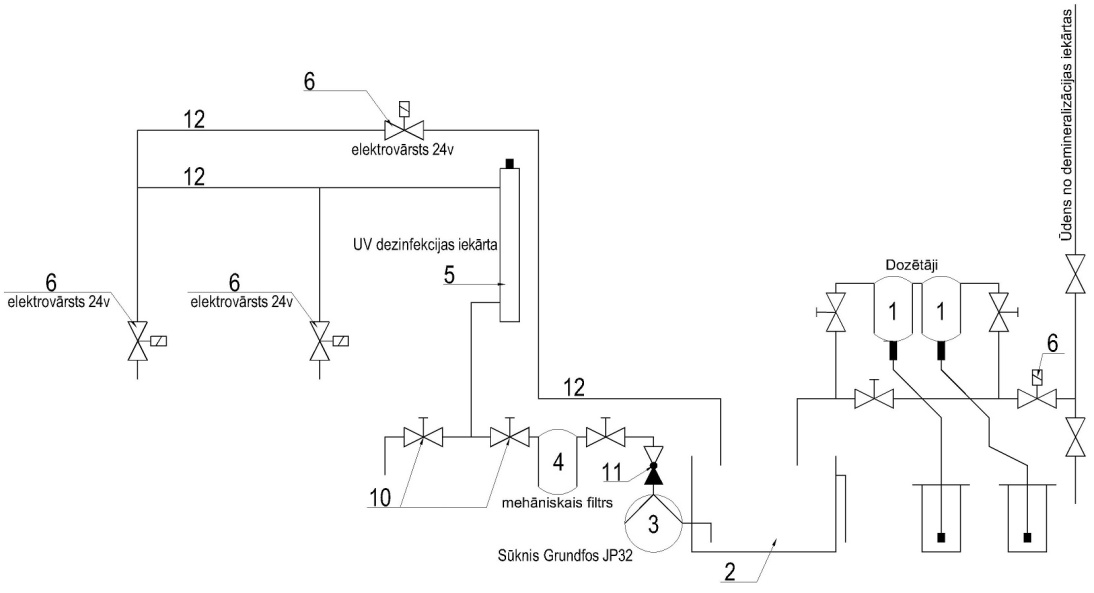 6
12
elektrovārsts 24v
12
UV dezinfekcijas iekārta
5
6
elektrovārsts 24v
6
elektrovārsts 24v
Ūdens no demineralizācijas iekārtas
Dozētāji
1
1
6
12
4
11
10
mehāniskais filtrs
3
Sūknis Grundfos JP32
2